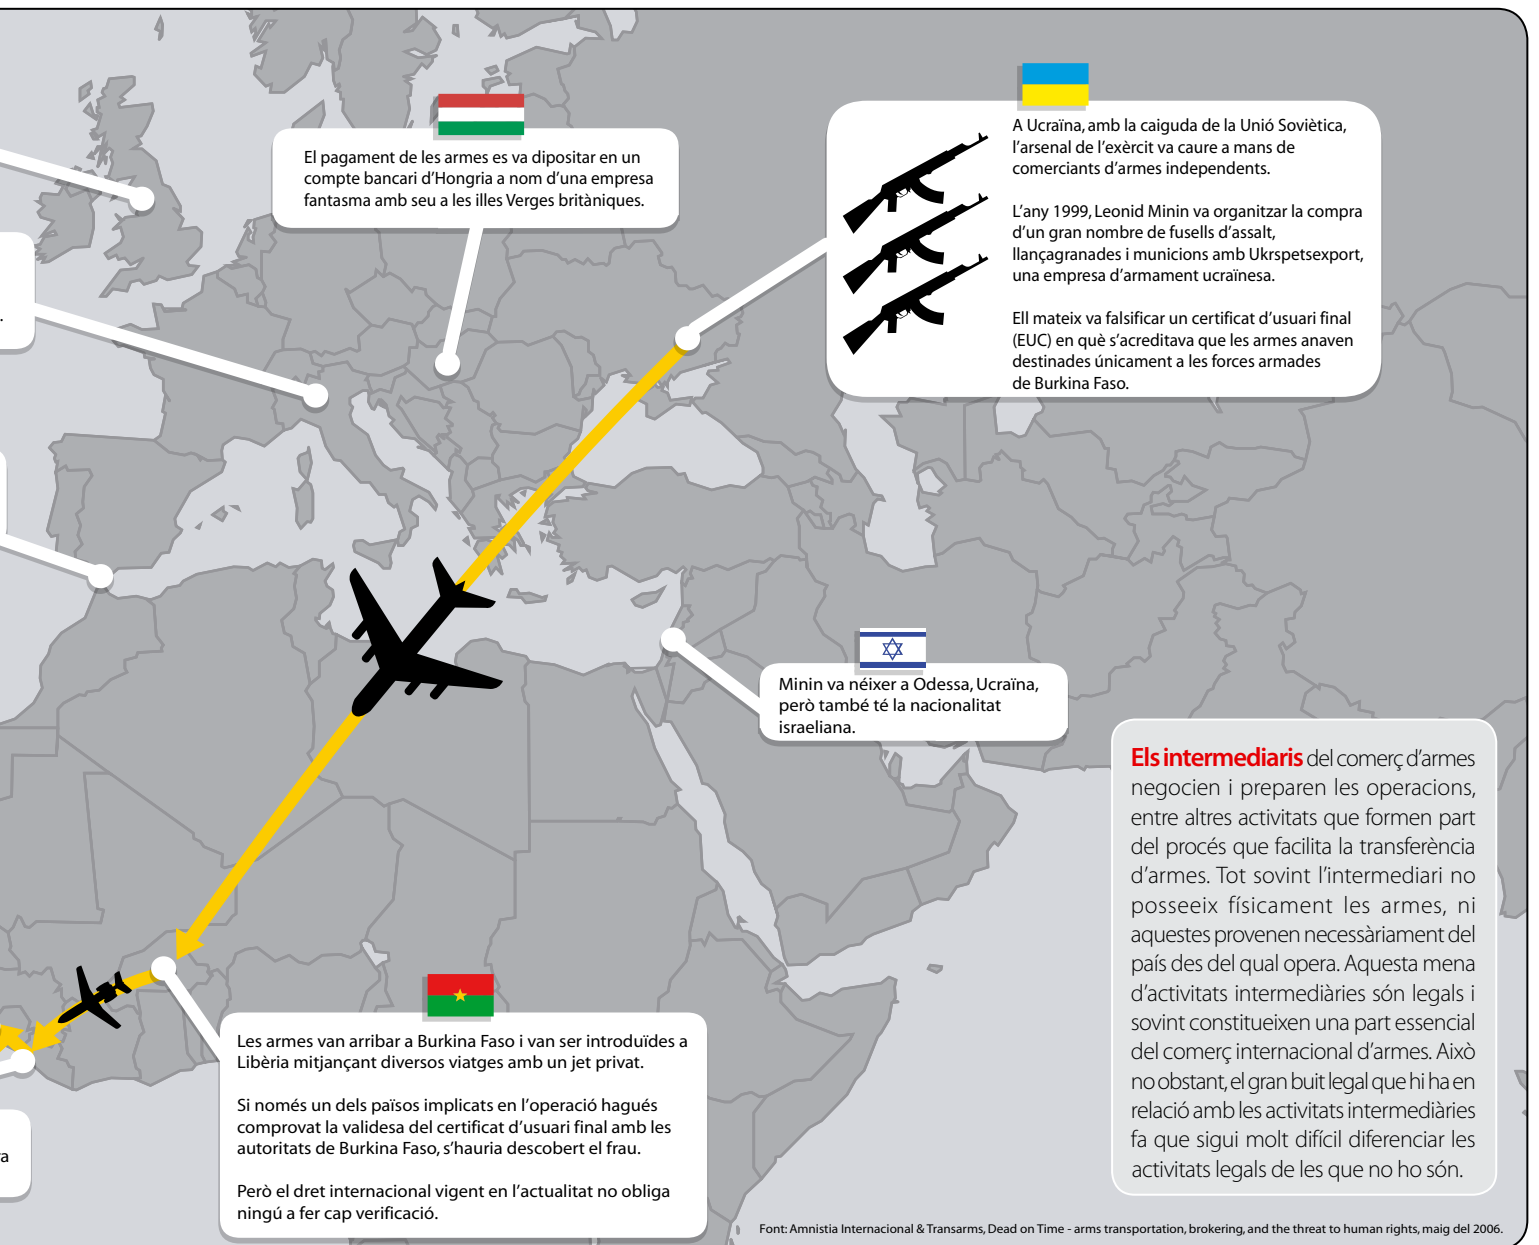 El pagament de les armes es va dipositar en un
compte bancari d'Hongria a nom d'una empresa
fantasma amb seu a les illes Verges britàniques.
A Ucraïna, amb la caiguda de la Unió Soviètica,
l'arsenal de l'exèrcit va caure a mans de
comerciants d'armes independents.
L'any 1999, Leonid Minin va organitzar la compra
d'un gran nombre de fusells d'assalt,
llançagranades i municions amb Ukrspetsexport,
una empresa d'armament ucraïnesa.
Ell mateix va falsificar un certificat d'usuari final
(EUC) en què s'acreditava que les armes anaven
destinades únicament a les forces armades
de Burkina Faso.
.
Minin va néixer a Odessa, Ucraïna,
però també té la nacionalitat
israeliana.
Els intermediaris del comerç d'armes
negocien i preparen les operacions,
entre altres activitats que formen part
del procés que facilita la transferència
d'armes. Tot sovint l'intermediari no
posseeix físicament les armes, ni
aquestes provenen necessàriament del
país des del qual opera. Aquesta mena
d'activitats intermediàries són legals i
sovint constitueixen una part essencial
del comerç internacional d'armes. Això
no obstant, el gran buit legal que hi ha en
relació amb les activitats intermediàries
fa que sigui molt difícil diferenciar les
activitats legals de les que no ho són.
Les armes van arribar a Burkina Faso i van ser introduïdes a
Libèria mitjançant diversos viatges amb un jet privat.
Si només un dels països implicats en l'operació hagués
comprovat la validesa del certificat d'usuari final amb les
autoritats de Burkina Faso, s'hauria descobert el frau.
Però el dret internacional vigent en l'actualitat no obliga
ningú a fer cap verificació.
a
Font: Amnistia Internacional & Transarms, Dead on Time - arms transportation, brokering, and the threat to human rights, maig del 2006.